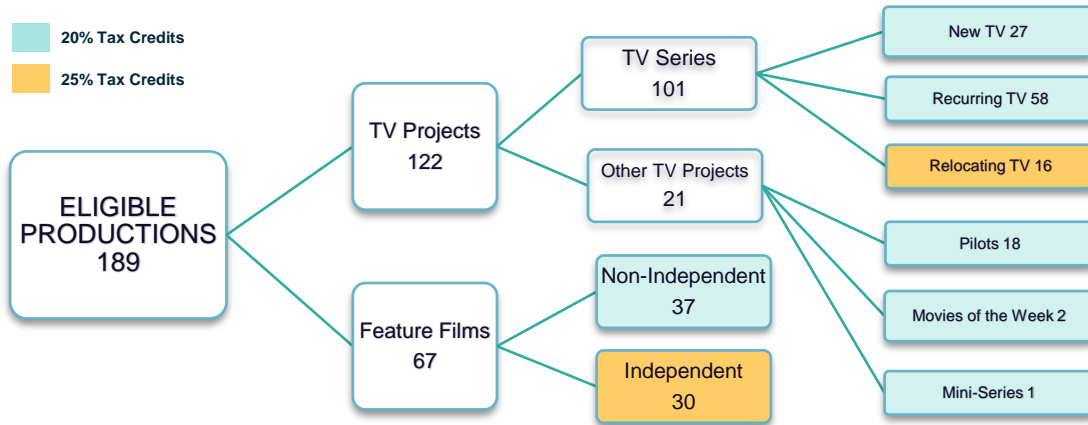 20% Tax Credits
25% Tax Credits
ELIGIBLE
PRODUCTIONS
189
TV Projects
122
Feature Films
67
TV Series
101
Other TV Projects
21
Non-Independent
37
Independent
30
New TV 27
Recurring TV 58
Relocating TV 16
Pilots 18
Movies of the Week 2
Mini-Series 1